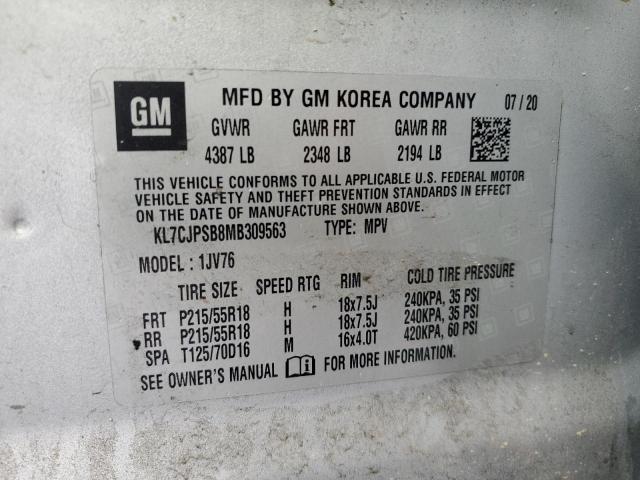 GM MFD BY GM KOREA COMPANY 07/20
GVWR GAWR FRT GAWR RR
4387 LB 2348 LB 2194 LB
THIS VEHICLE CONFORMS TO ALL APPLICABLE U.S. FEDERAL MOTOR
VEHICLE SAFETY AND THEFT PREVENTION STANDARDS IN EFFECT
ON THE DATE OF MANUFACTURE SHOWN ABOVE.
KL7CJPSB8MB309563 TYPE: MPV
MODEL: 1JV76
TIRE SIZE SPEED RTG RIM COLD TIRE PRESSURE
FRT P215/55R18 H 18x7.5J 240KPA, 35 PSI
RR P215/55R18 H 18x7.5J 240KPA, 35 PSI
SPA T125/70D16 M 16x4.0T 420KPA, 60 PSI
SEE OWNER'S MANUAL FOR MORE INFORMATION.